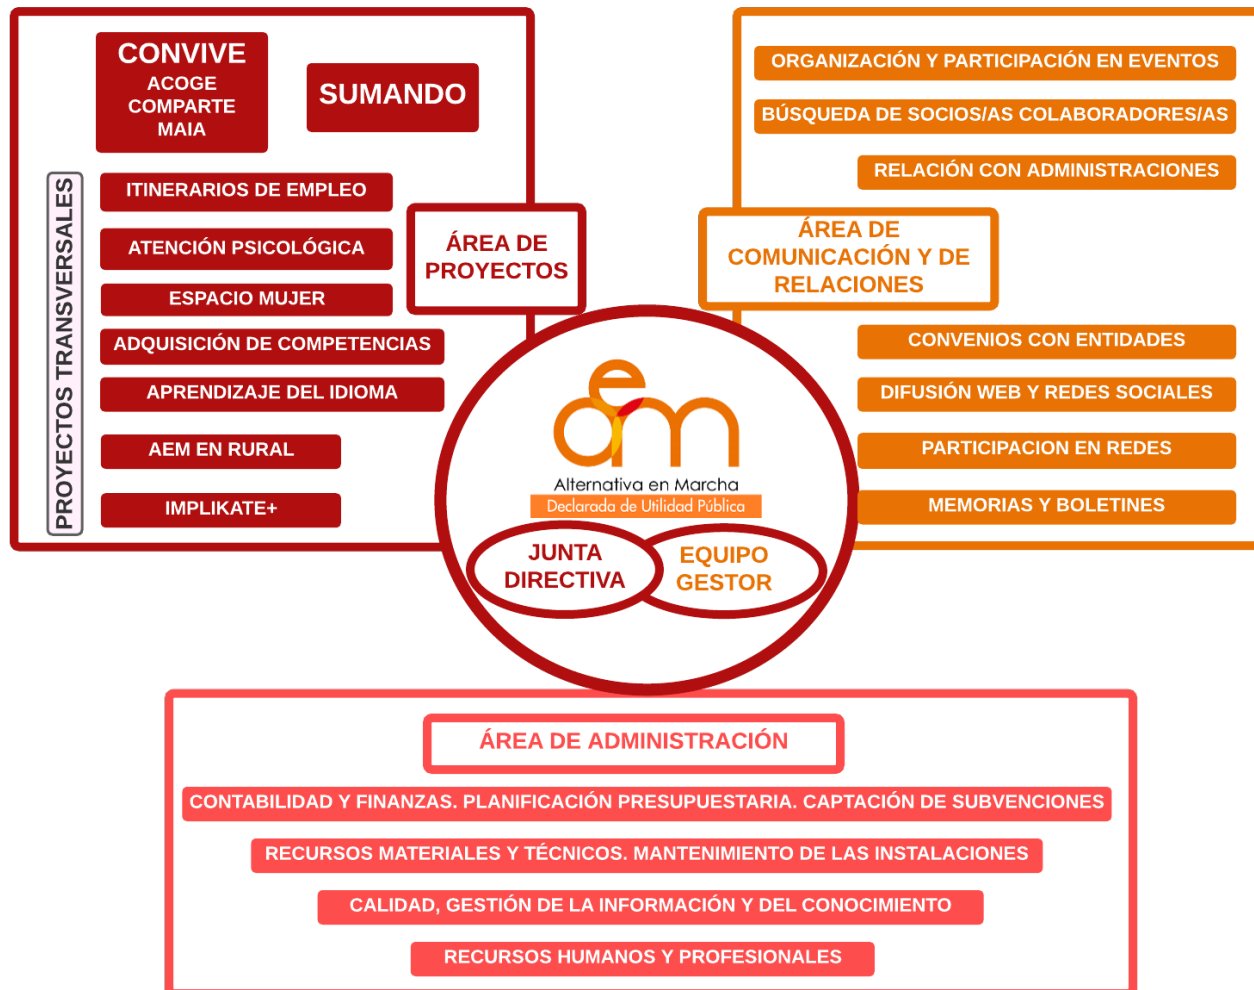 CONVIVE
ACOGE
COMPARTE
MAIA
SUMANDO
PROYECTOS TRANSVERSALES
ITINERARIOS DE EMPLEO
ATENCIÓN PSICOLÓGICA
ESPACIO MUJER
ADQUISICIÓN DE COMPETENCIAS
APRENDIZAJE DEL IDIOMA
AEM EN RURAL
IMPLIKATE+
ÁREA DE
PROYECTOS
ORGANIZACIÓN Y PARTICIPACIÓN EN EVENTOS
BÚSQUEDA DE SOCIOS/AS COLABORADORES/AS
RELACIÓN CON ADMINISTRACIONES
ÁREA DE
COMUNICACIÓN Y DE
RELACIONES
CONVENIOS CON ENTIDADES
DIFUSIÓN WEB Y REDES SOCIALES
PARTICIPACION EN REDES
MEMORIAS Y BOLETINES
aem
Alternativa en Marcha
Declarada de Utilidad Pública
JUNTA
DIRECTIVA
EQUIPO
GESTOR
ÁREA DE ADMINISTRACIÓN
CONTABILIDAD Y FINANZAS. PLANIFICACIÓN PRESUPUESTARIA. CAPTACIÓN DE SUBVENCIONES
RECURSOS MATERIALES Y TÉCNICOS. MANTENIMIENTO DE LAS INSTALACIONES
CALIDAD, GESTIÓN DE LA INFORMACIÓN Y DEL CONOCIMIENTO
RECURSOS HUMANOS Y PROFESIONALES